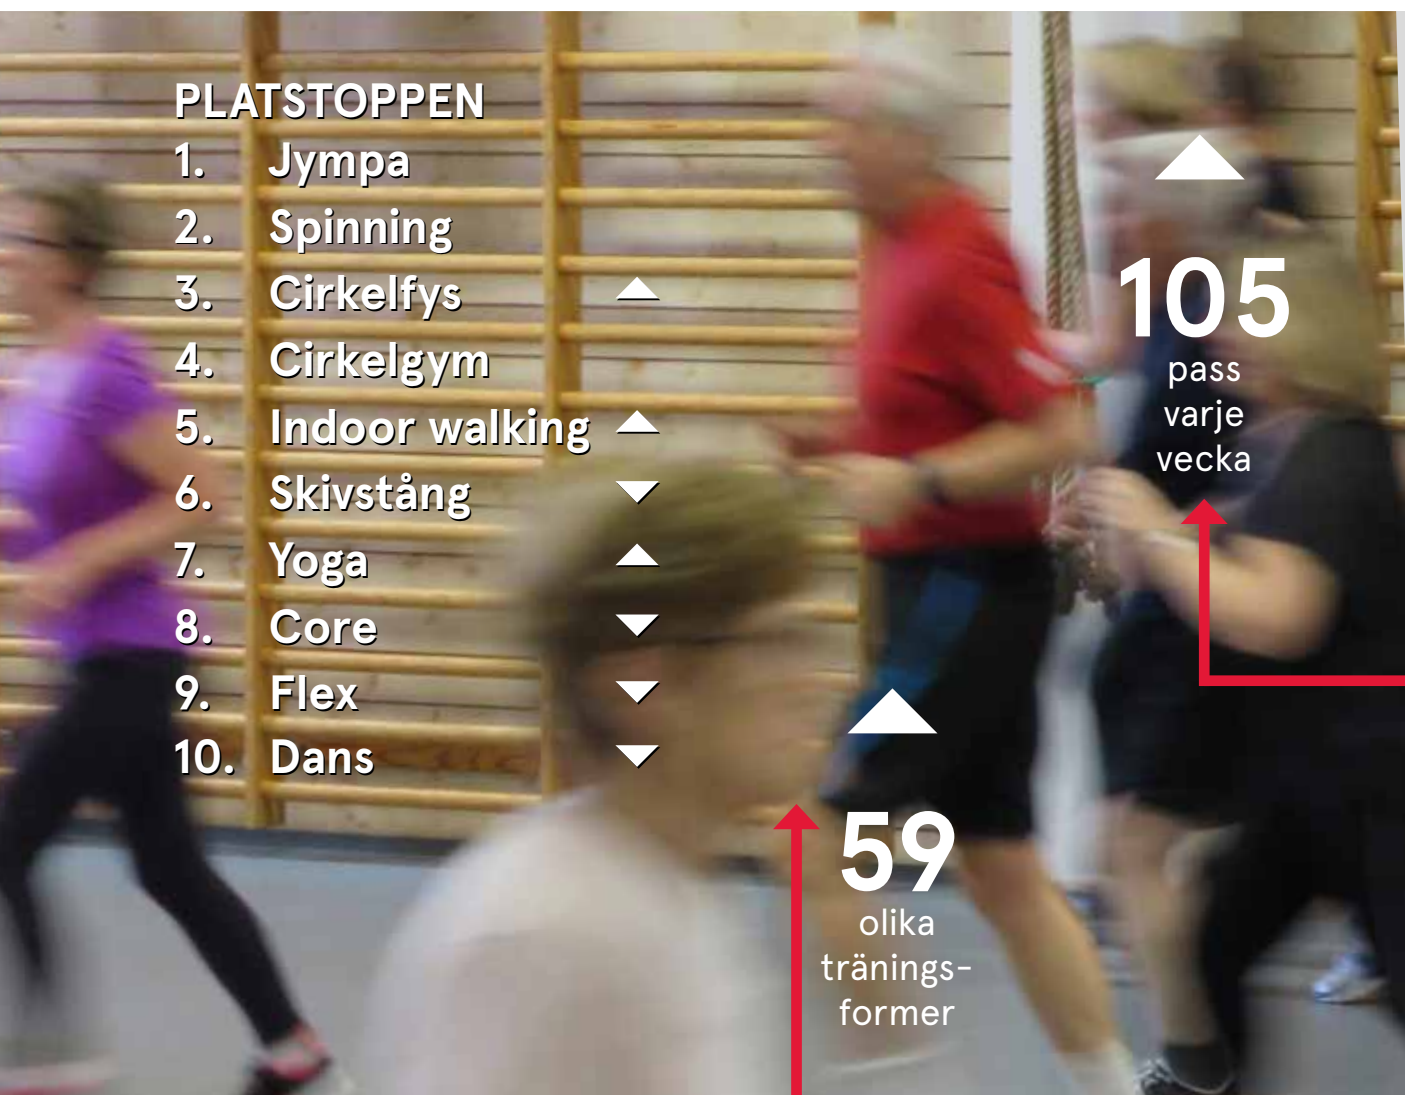 PLATSTOPPEN
1. Jympa
2. Spinning
3. Cirkelfys
4. Cirkelgym
5. Indoor walking
6. Skivstång
7. Yoga
8. Core
9. Flex
10. Dans
105
pass
varje
vecka
59
olika
tränings-
former